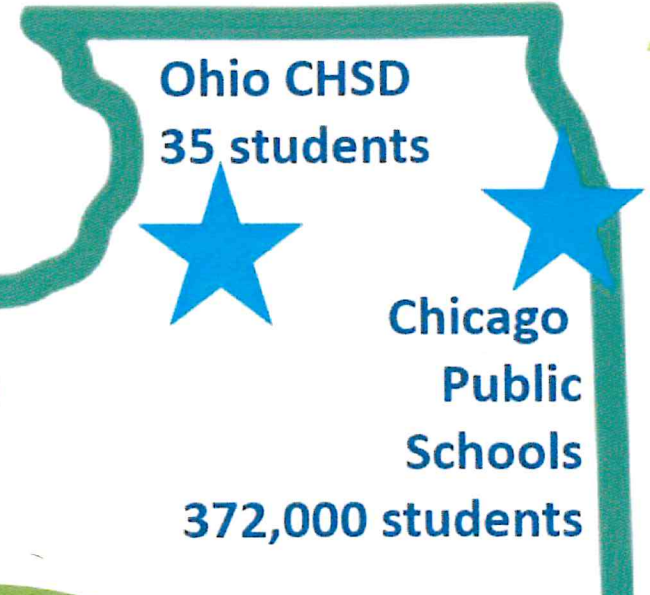 Ohio CHSD
35 students
Chicago
Public
Schools
372,000 students